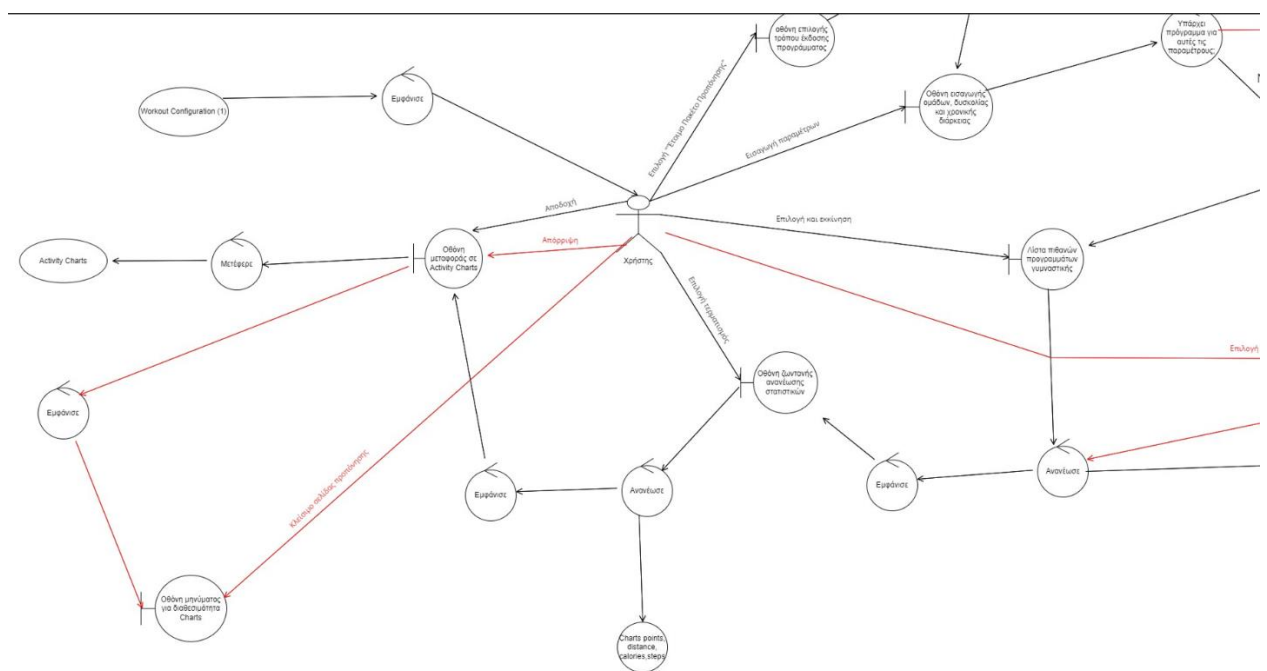 οθόνη επιλογής
τρόπου έκδοσης
προγράμματος
Υπάρχει
πρόγραμμα για
αυτές τις
παραμέτρους;
Workout Configuration (1)
Εμφάνισε
Επιλογή "Έτοιμο Πακέτο Προπόνησης"
Εισαγωγή παραμέτρων
Οθόνη εισαγωγής
ομάδων, δυσκολίας
και χρονικής
διάρκειας
Αποδοχή
Επιλογή και εκκίνηση
Activity Charts
Μετέφερε
Οθόνη
μεταφοράς σε
Activity Charts
Απόρριψη
Χρήστης
Λίστα πιθανών
προγραμμάτων
γυμναστικής
Επιλογή τερματισμός
Επιλογή
Οθόνη ζωντανής
ανανέωσης
στατιστικών
Εμφάνισε
Κλείσιμο σελίδας προπόνησης
Εμφάνισε
Ανανέωσε
Εμφάνισε
Ανανέωσε
Οθόνη μηνύματος
για διαθεσιμότητα
Charts
Charts points,
distance,
calories,steps